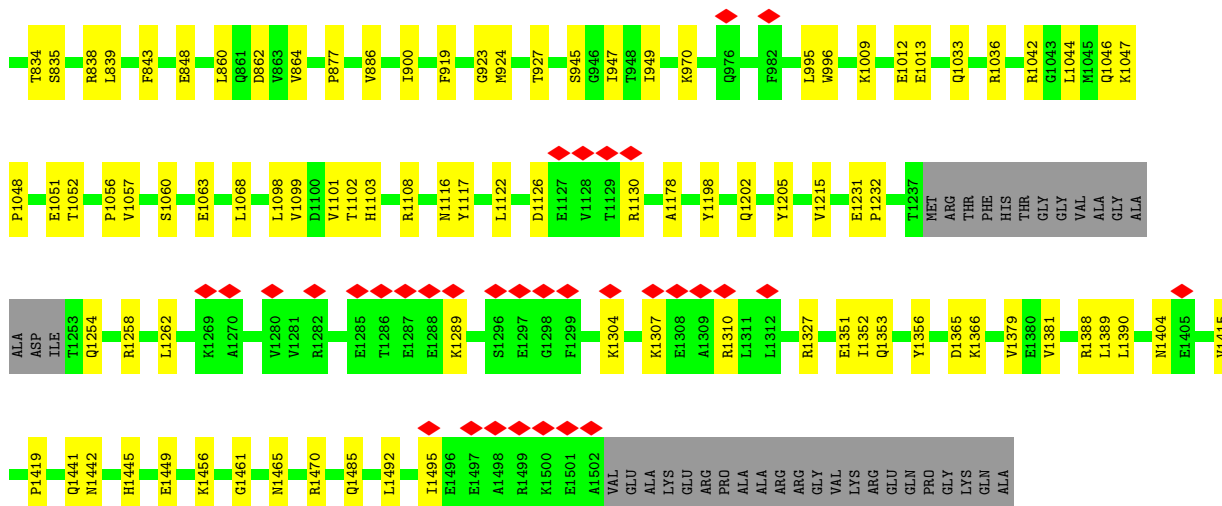 T834 S835 R838 L839 F843 E848 L860 Q861 D862 V863 V864 P877 V886 I900 F919 G923 M924 T927 S945 G946 I947 T948 I949 K970 Q976 F982 L995 W996 K1009 E1012 E1013 Q1033 R1036 R1042 G1043 L1044 M1045 Q1046 K1047
P1048 E1051 T1052 P1056 V1057 S1060 E1063 L1068 L1098 V1099 D1100 V1101 T1102 H1103 R1108 N1116 Y1117 L1122 D1126 E1127 V1128 T1129 R1130 A1178 Y1198 Q1202 Y1205 V1215 E1231 P1232 T1237 MET ARG THR PHE HIS THR GLY GLY VAL ALA GLY ALA
ALA ASP ILE T1253 Q1254 R1258 L1262 K1269 A1270 V1280 V1281 R1282 E1285 T1286 E1287 E1288 K1289 S1296 E1297 G1298 F1299 K1304 K1307 E1308 A1309 R1310 L1311 L1312 R1327 E1351 I1352 Q1353 Y1356 D1365 K1366 V1379 E1380 V1381 R1388 L1389 L1390 N1404 E1405
P1419 Q1441 N1442 H1445 E1449 K1456 G1461 N1465 R1470 Q1485 L1492 I1495 E1496 E1497 A1498 R1499 K1500 E1501 A1502 VAL GLU ALA LYS GLU ARG PRO ALA ALA ARG ARG GLY VAL LYS ARG GLU GLN PRO GLY LYS GLN ALA